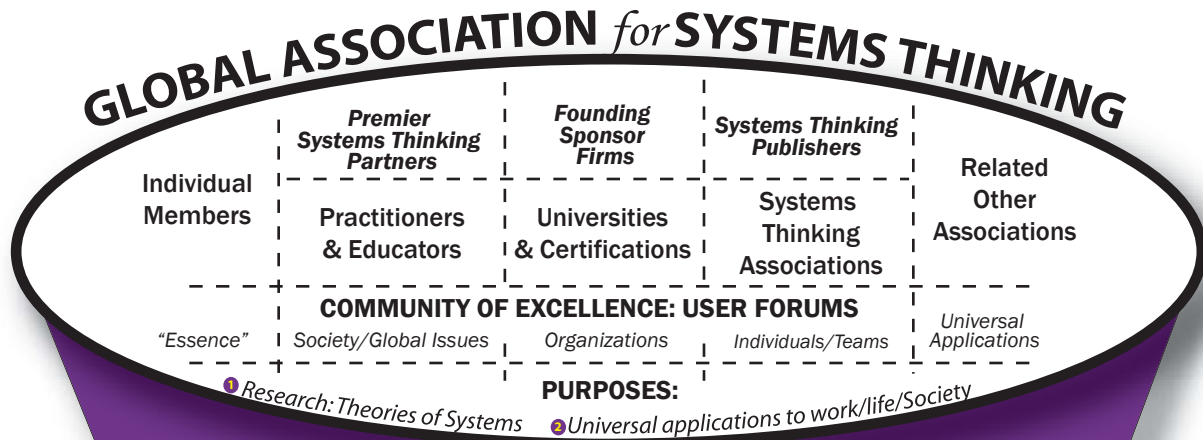 GLOBAL ASSOCIATION for SYSTEMS THINKING
Individual
Members
Premier
Systems Thinking
Partners
Practitioners
& Educators
Founding
Sponsor
Firms
Universities
& Certifications
Systems Thinking
Publishers
Systems
Thinking
Associations
Related
Other
Associations
COMMUNITY OF EXCELLENCE: USER FORUMS
“Essence”
Society/Global Issues
Organizations
Individuals/Teams
Universal
Applications
PURPOSES:
1 Research: Theories of Systems
2 Universal applications to work/life/Society